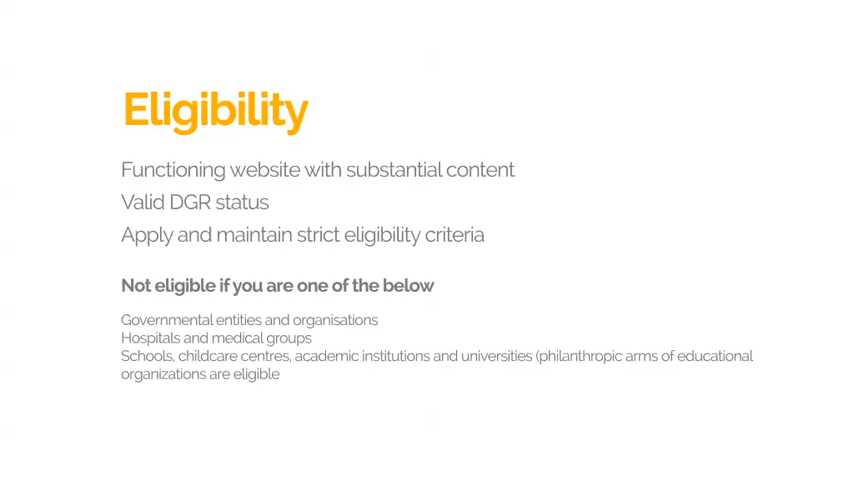 Eligibility
Functioning website with substantial content
Valid DGR status
Apply and maintain strict eligibility criteria
Not eligible if you are one of the below
Governmental entities and organisations
Hospitals and medical groups
Schools, childcare centres, academic institutions and universities (philanthropic arms of educational
organizations are eligible